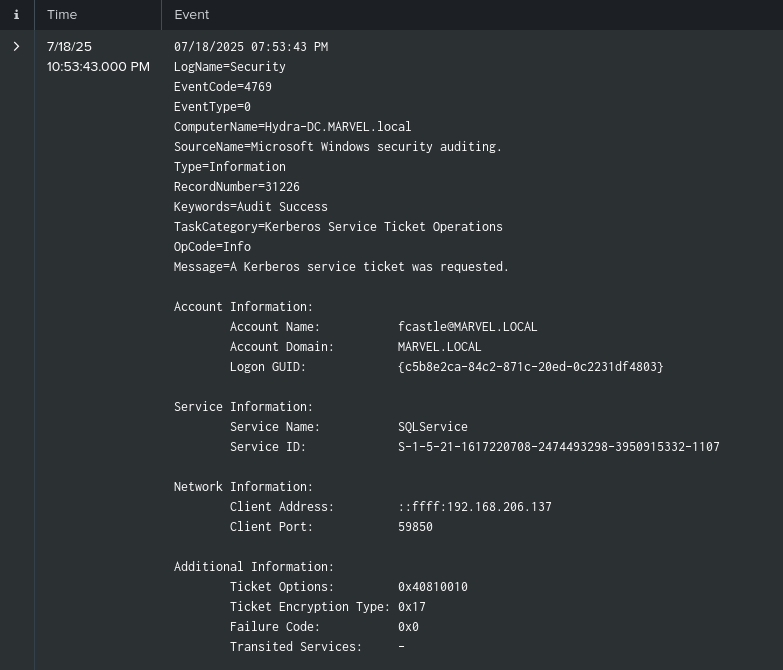 i Time Event
7/18/25 07/18/2025 07:53:43 PM
10:53:43.000 PM LogName=Security
EventCode=4769
EventType=0
ComputerName=Hydra-DC.MARVEL.local
SourceName=Microsoft Windows security auditing.
Type=Information
RecordNumber=31226
Keywords=Audit Success
TaskCategory=Kerberos Service Ticket Operations
OpCode=Info
Message=A Kerberos service ticket was requested.
Account Information:
Account Name: fcastle@MARVEL.LOCAL
Account Domain: MARVEL.LOCAL
Logon GUID: {c5b8e2ca-84c2-871c-20ed-0c2231df4803}
Service Information:
Service Name: SQLService
Service ID: S-1-5-21-1617220708-2474493298-3950915332-1107
Network Information:
Client Address: ::ffff:192.168.206.137
Client Port: 59850
Additional Information:
Ticket Options: 0x40810010
Ticket Encryption Type: 0x17
Failure Code: 0x0
Transited Services: -